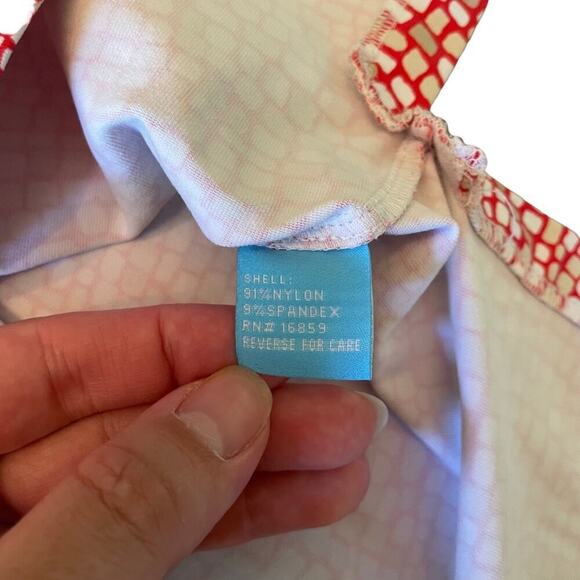 SHELL:
91%NYLON
9%SPANDEX
RN# 16859
REVERSE FOR CARE